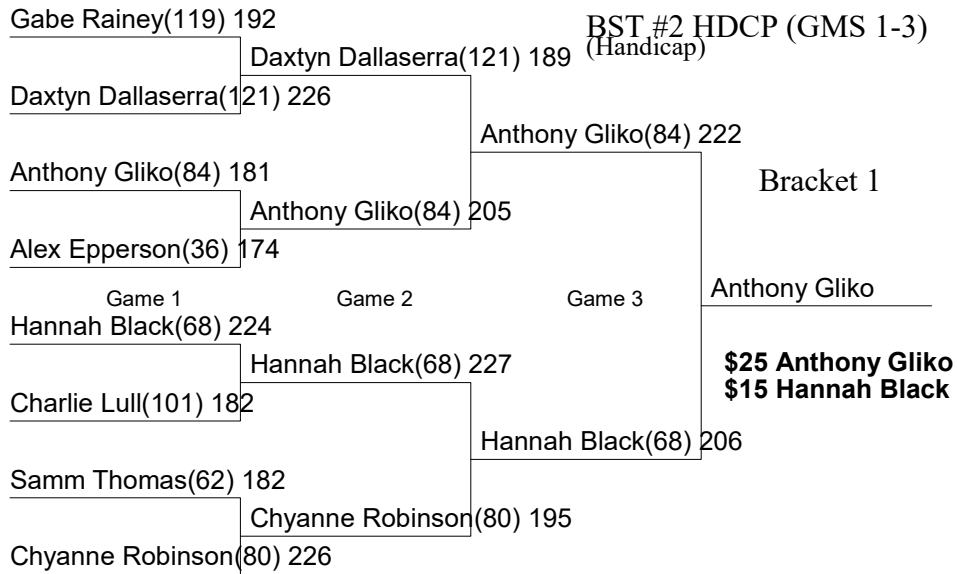 Gabe Rainey(119) 192
BST #2 HDCP (GMS 1-3)
(Handicap)
Daxtyn Dallaserra(121) 189
Daxtyn Dallaserra(121) 226
Anthony Gliko(84) 222
Anthony Gliko(84) 181
Bracket 1
Anthony Gliko(84) 205
Alex Epperson(36) 174
Game 1
Game 2
Game 3
Anthony Gliko
Hannah Black(68) 224
Hannah Black(68) 227
$25 Anthony Gliko
$15 Hannah Black
Charlie Lull(101) 182
Hannah Black(68) 206
Samm Thomas(62) 182
Chyanne Robinson(80) 195
Chyanne Robinson(80) 226